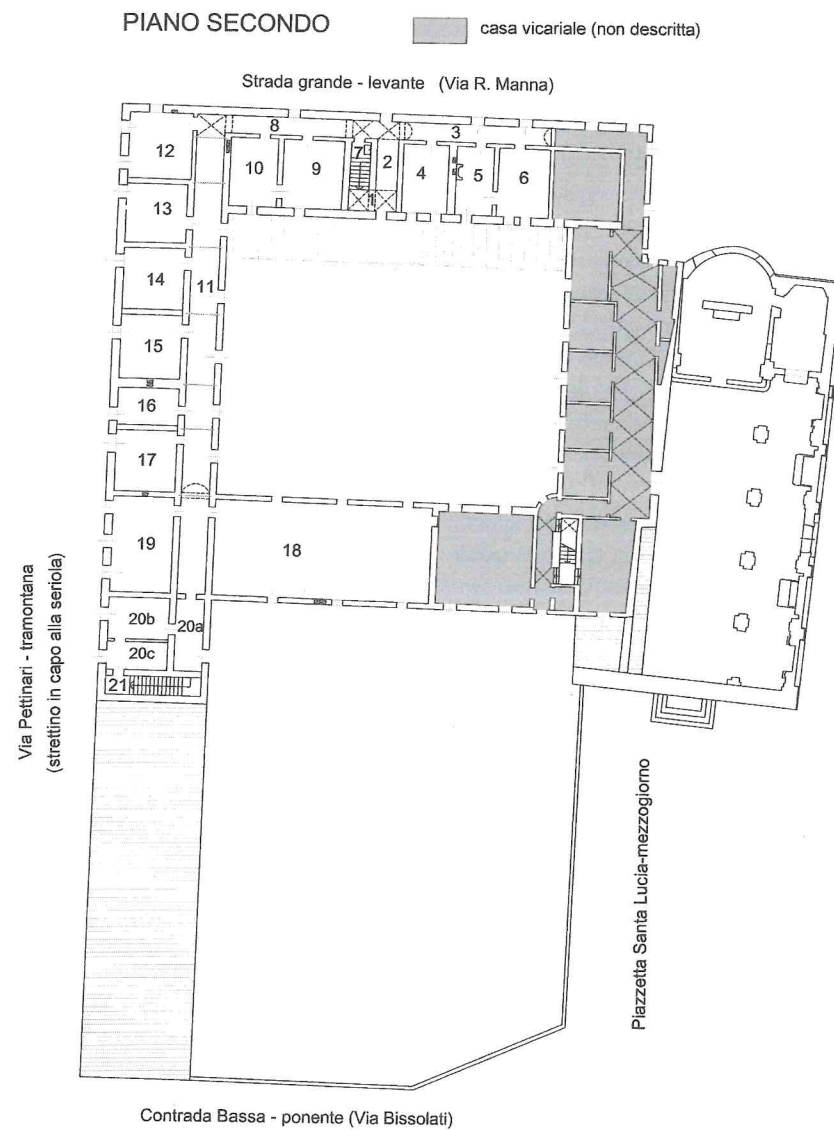 PIANO SECONDO
casa vicariale (non descritta)
Strada grande - levante (Via R. Manna)
8
3
12
7
2
10
9
4
5
6
1
13
14
11
15
16
17
18
19
20b
20a
20c
21
Via Pettinari - tramontana
(strettino in capo alla seriola)
Piazzetta Santa Lucia-mezzogiorno
Contrada Bassa - ponente (Via Bissolati)